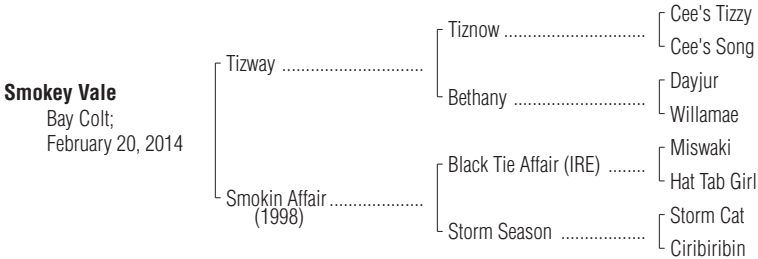 Smokey Vale
Bay Colt;
February 20, 2014
Tizway ..............................
Smokin Affair ....................
(1998)
Tiznow ..............................
Bethany ............................
Black Tie Affair (IRE) ........
Storm Season ..................
Cee's Tizzy
Cee's Song
Dayjur
Willamae
Miswaki
Hat Tab Girl
Storm Cat
Ciribiribin